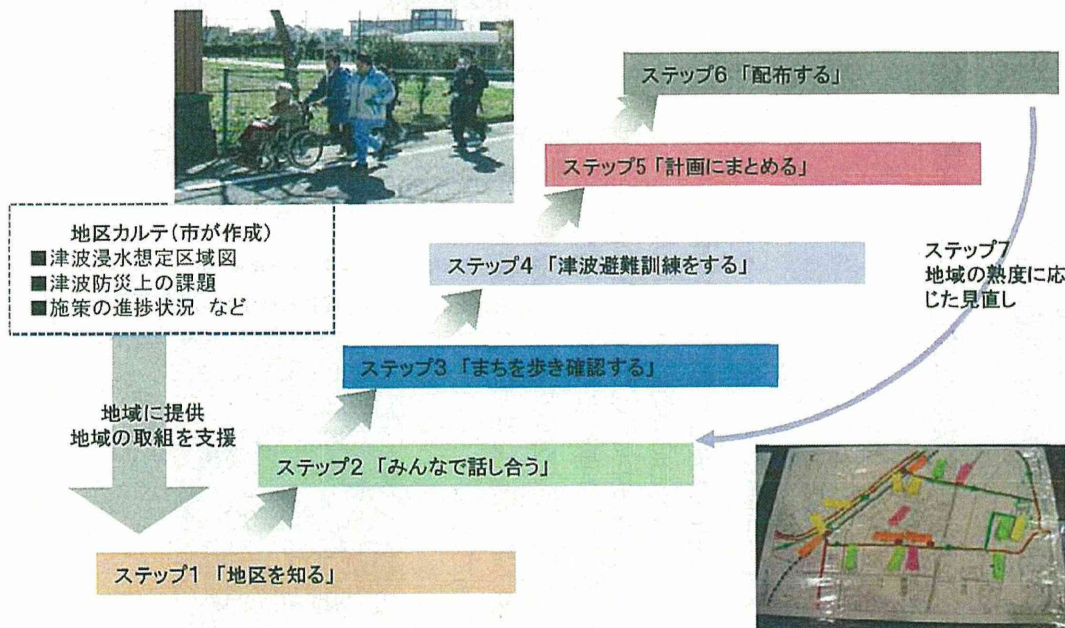 ステップ6 「配布する」
ステップ5 「計画にまとめる」
地区カルテ(市が作成)
■津波浸水想定区域図
■津波防災上の課題
■施策の進捗状況 など
ステップ4 「津波避難訓練をする」
ステップ7
地域の熟度に応
じた見直し
ステップ3 「まちを歩き確認する」
地域に提供
地域の取組を支援
ステップ2 「みんなで話し合う」
ステップ1 「地区を知る」